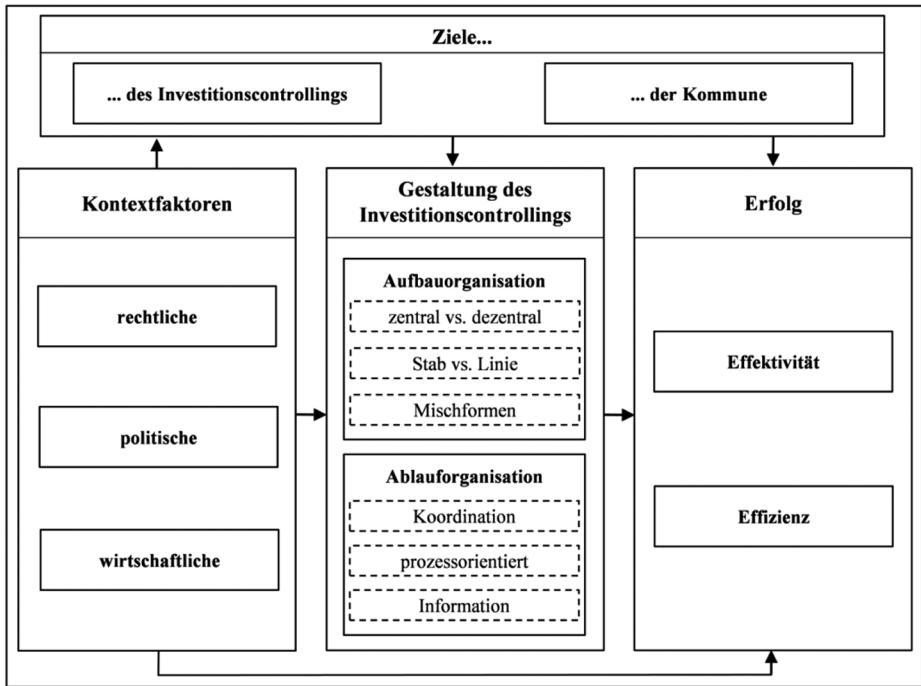 Ziele...
... des Investitionscontrollings
... der Kommune
Kontextfaktoren
rechtliche
politische
wirtschaftliche
Gestaltung des
Investitionscontrollings
Aufbauorganisation
zentral vs. dezentral
Stab vs. Linie
Mischformen
Ablauforganisation
Koordination
prozessorientiert
Information
Erfolg
Effektivität
Effizienz